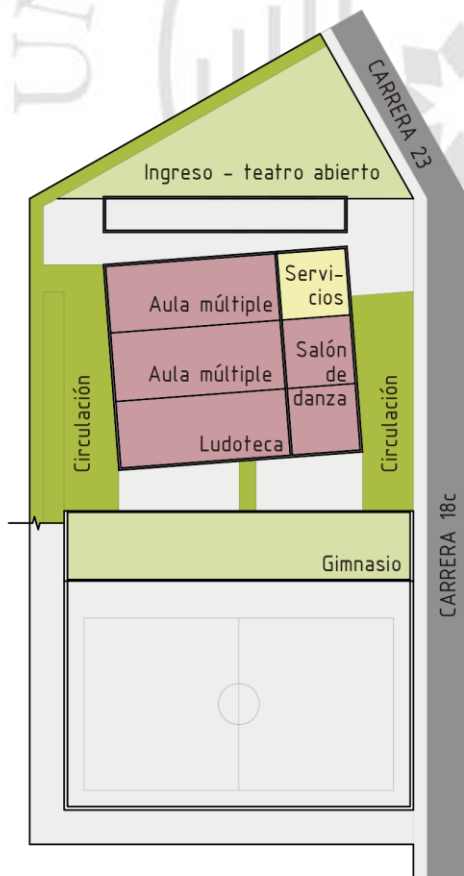 UN
CARRERA 23
Ingreso - teatro abierto
Servi-
cios
Aula múltiple
Salón
de
danza
Aula múltiple
Circulación
Circulación
Ludoteca
CARRERA 18c
Gimnasio